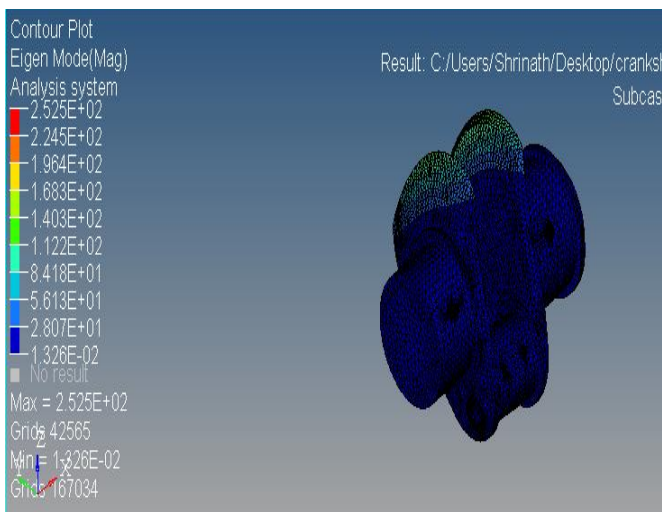 Contour Plot
Eigen Mode(Mag)
Analysis system
2.525E+02
2.245E+02
1.964E+02
1.683E+02
1.403E+02
1.122E+02
8.418E+01
5.613E+01
2.807E+01
1.326E-02
No result
Max = 2.525E+02
Grids 42565
Min = 1.326E-02
Grids 167034
Z
Y X
Result: C:/Users/Shrinath/Desktop/cranksh
Subcas